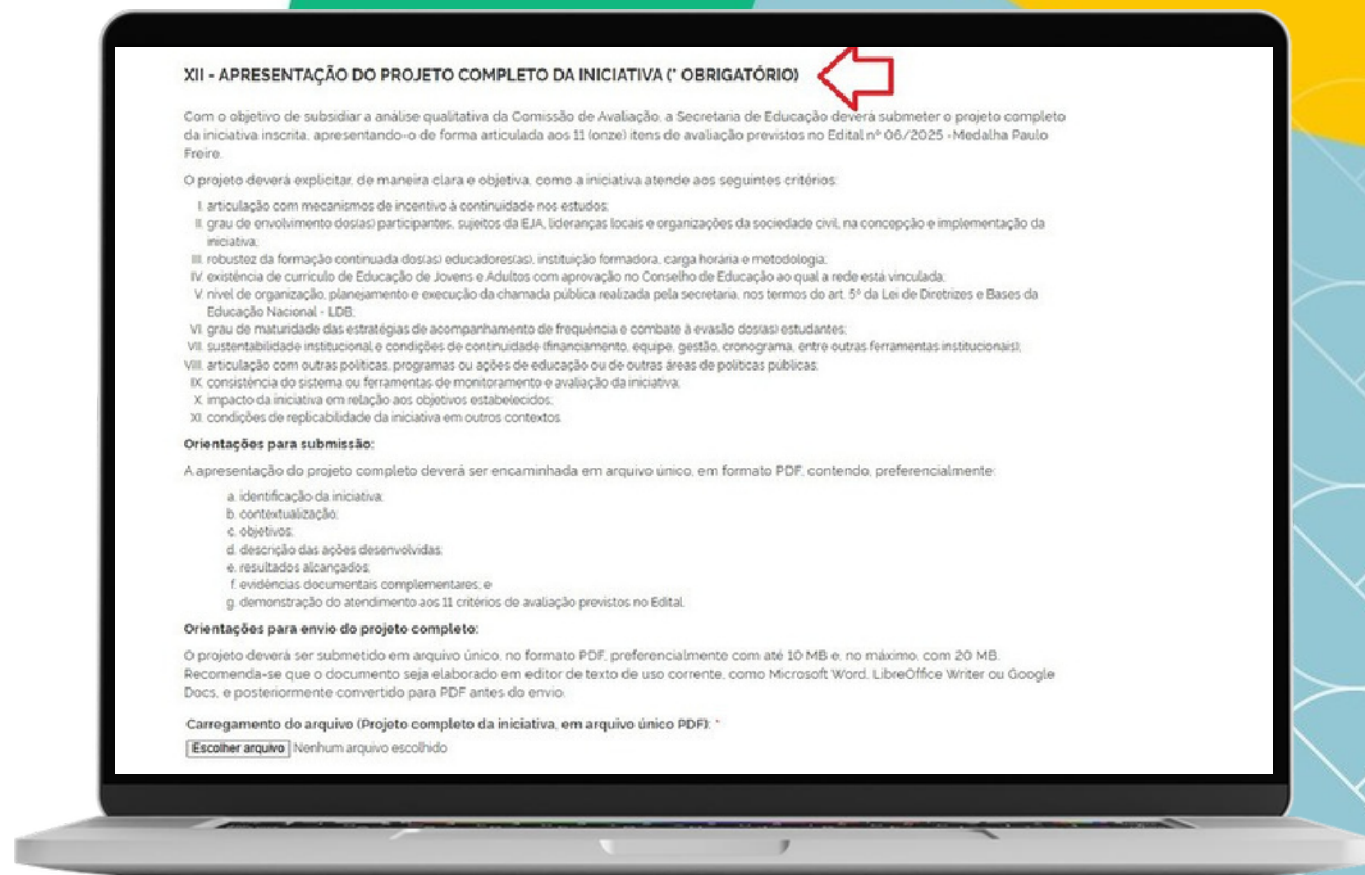 XII - APRESENTAÇÃO DO PROJETO COMPLETO DA INICIATIVA (* OBRIGATÓRIO)
Com o objetivo de subsidiar a análise qualitativa da Comissão de Avaliação, a Secretaria de Educação deverá submeter o projeto completo
da iniciativa inscrita, apresentando-o de forma articulada aos 11 (onze) itens de avaliação previstos no Edital nº 06/2025 - Medalha Paulo
Freire.
O projeto deverá explicitar, de maneira clara e objetiva, como a iniciativa atende aos seguintes critérios:
I. articulação com mecanismos de incentivo à continuidade nos estudos;
II. grau de envolvimento dos(as) participantes, sujeitos da EJA, lideranças locais e organizações da sociedade civil, na concepção e implementação da
iniciativa;
III. robustez da formação continuada dos(as) educadores(as), instituição formadora, carga horária e metodologia;
IV. existência de currículo de Educação de Jovens e Adultos com aprovação no Conselho de Educação ao qual a rede está vinculada;
V. nível de organização, planejamento e execução da chamada pública realizada pela secretaria, nos termos do art. 5º da Lei de Diretrizes e Bases da
Educação Nacional - LDB;
VI. grau de maturidade das estratégias de acompanhamento de frequência e combate à evasão dos(as) estudantes;
VII. sustentabilidade institucional e condições de continuidade (financiamento, equipe, gestão, cronograma, entre outras ferramentas institucionais);
VIII. articulação com outras políticas, programas ou ações de educação ou de outras áreas de políticas públicas;
IX. consistência do sistema ou ferramentas de monitoramento e avaliação da iniciativa;
X. impacto da iniciativa em relação aos objetivos estabelecidos;
XI. condições de replicabilidade da iniciativa em outros contextos.
Orientações para submissão:
A apresentação do projeto completo deverá ser encaminhada em arquivo único, em formato PDF, contendo, preferencialmente:
a. identificação da iniciativa;
b. contextualização;
c. objetivos;
d. descrição das ações desenvolvidas;
e. resultados alcançados;
f. evidências documentais complementares; e
g. demonstração do atendimento aos 11 critérios de avaliação previstos no Edital.
Orientações para envio do projeto completo:
O projeto deverá ser submetido em arquivo único, no formato PDF, preferencialmente com até 10 MB e, no máximo, com 20 MB.
Recomenda-se que o documento seja elaborado em editor de texto de uso corrente, como Microsoft Word, LibreOffice Writer ou Google
Docs, e posteriormente convertido para PDF antes do envio.
Carregamento do arquivo (Projeto completo da iniciativa, em arquivo único PDF): *
Escolher arquivo Nenhum arquivo escolhido